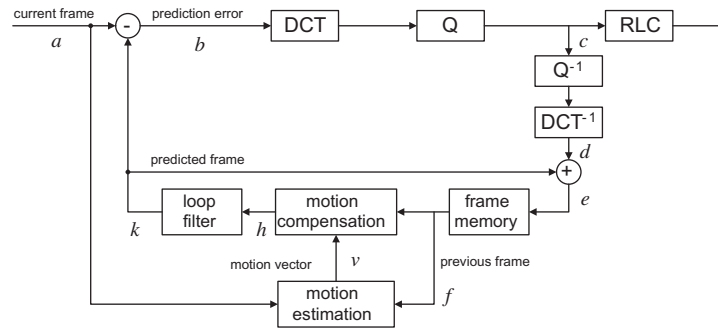 current frame
prediction error
-
DCT
Q
RLC
a
b
c
Q⁻¹
DCT⁻¹
d
predicted frame
+
e
loop
filter
motion
compensation
frame
memory
k
h
motion vector
v
previous frame
f
motion
estimation